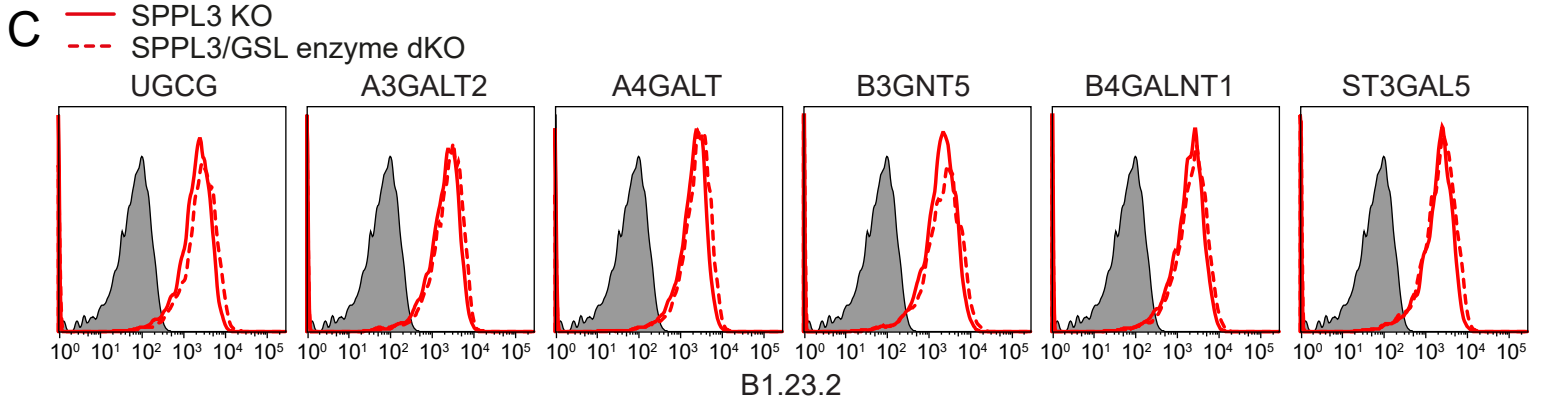 C
SPPL3 KO
SPPL3/GSL enzyme dKO
UGCG A3GALT2 A4GALT B3GNT5 B4GALNT1 ST3GAL5
10⁰ 10¹ 10² 10³ 10⁴ 10⁵ 10⁰ 10¹ 10² 10³ 10⁴ 10⁵ 10⁰ 10¹ 10² 10³ 10⁴ 10⁵ 10⁰ 10¹ 10² 10³ 10⁴ 10⁵ 10⁰ 10¹ 10² 10³ 10⁴ 10⁵ 10⁰ 10¹ 10² 10³ 10⁴ 10⁵
B1.23.2